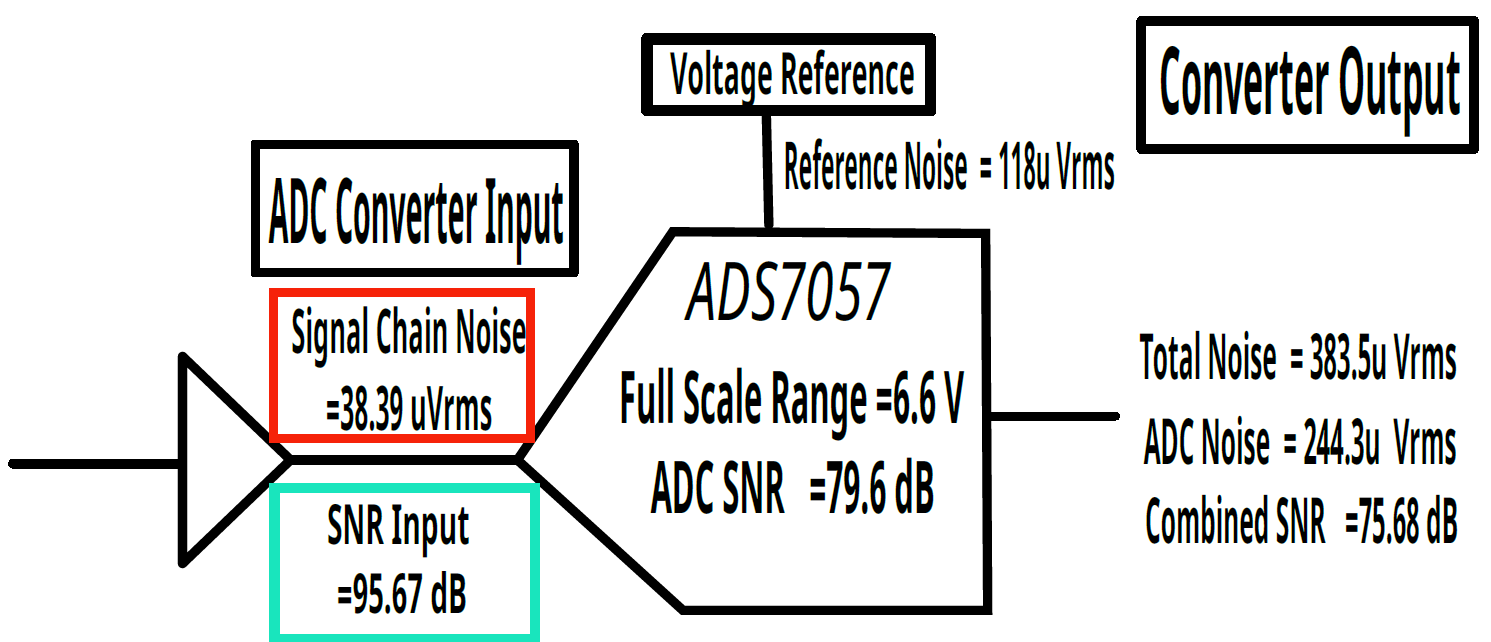 Voltage Reference
Converter Output
Reference Noise = 118u Vrms
ADC Converter Input
Signal Chain Noise
=38.39 uVrms
ADS7057
Full Scale Range =6.6 V
ADC SNR =79.6 dB
SNR Input
=95.67 dB
Total Noise = 383.5u Vrms
ADC Noise = 244.3u Vrms
Combined SNR =75.68 dB